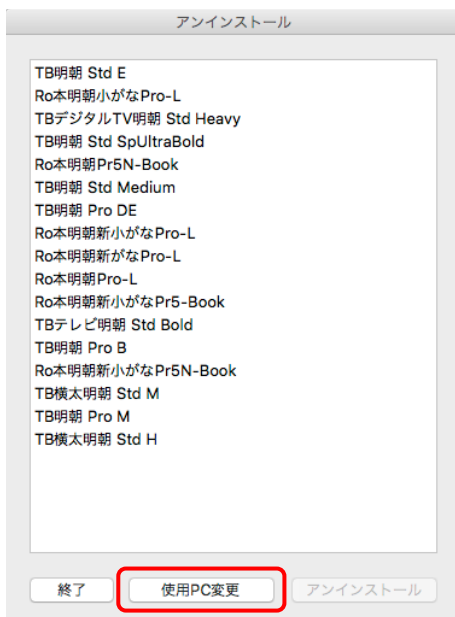 アンインストール
TB明朝 Std E
Ro本明朝小がなPro-L
TBデジタルTV明朝 Std Heavy
TB明朝 Std SpUltraBold
Ro本明朝Pr5N-Book
TB明朝 Std Medium
TB明朝 Pro DE
Ro本明朝新小がなPro-L
Ro本明朝新がなPro-L
Ro本明朝Pro-L
Ro本明朝新小がなPr5-Book
TBテレビ明朝 Std Bold
TB明朝 Pro B
Ro本明朝新小がなPr5N-Book
TB横太明朝 Std M
TB明朝 Pro M
TB横太明朝 Std H
終了 使用PC変更 アンインストール